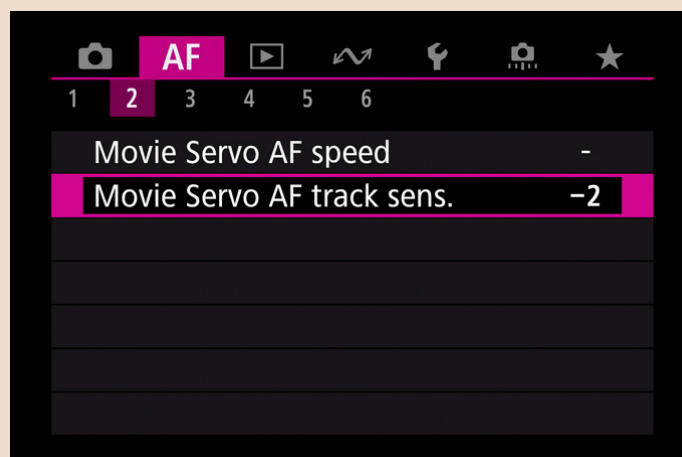 AF
1 2 3 4 5 6
Movie Servo AF speed -
Movie Servo AF track sens. −2